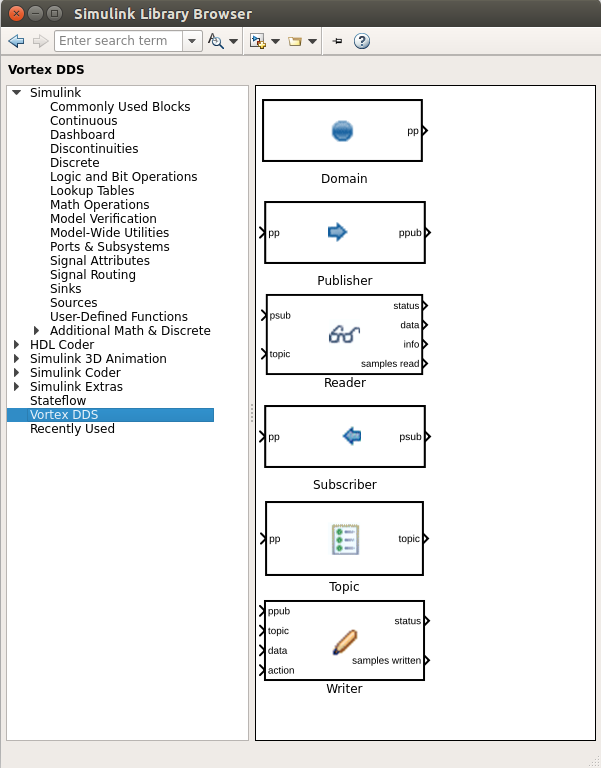 Simulink Library Browser
Enter search term
Vortex DDS
Simulink
Commonly Used Blocks
Continuous
Dashboard
Discontinuities
Discrete
Logic and Bit Operations
Lookup Tables
Math Operations
Model Verification
Model-Wide Utilities
Ports & Subsystems
Signal Attributes
Signal Routing
Sinks
Sources
User-Defined Functions
Additional Math & Discrete
HDL Coder
Simulink 3D Animation
Simulink Coder
Simulink Extras
Stateflow
Vortex DDS
Recently Used
pp
Domain
pp ppub
Publisher
psub
topic
status
data
info
samples read
Reader
pp psub
Subscriber
pp topic
Topic
ppub
topic
data
action
status
samples written
Writer